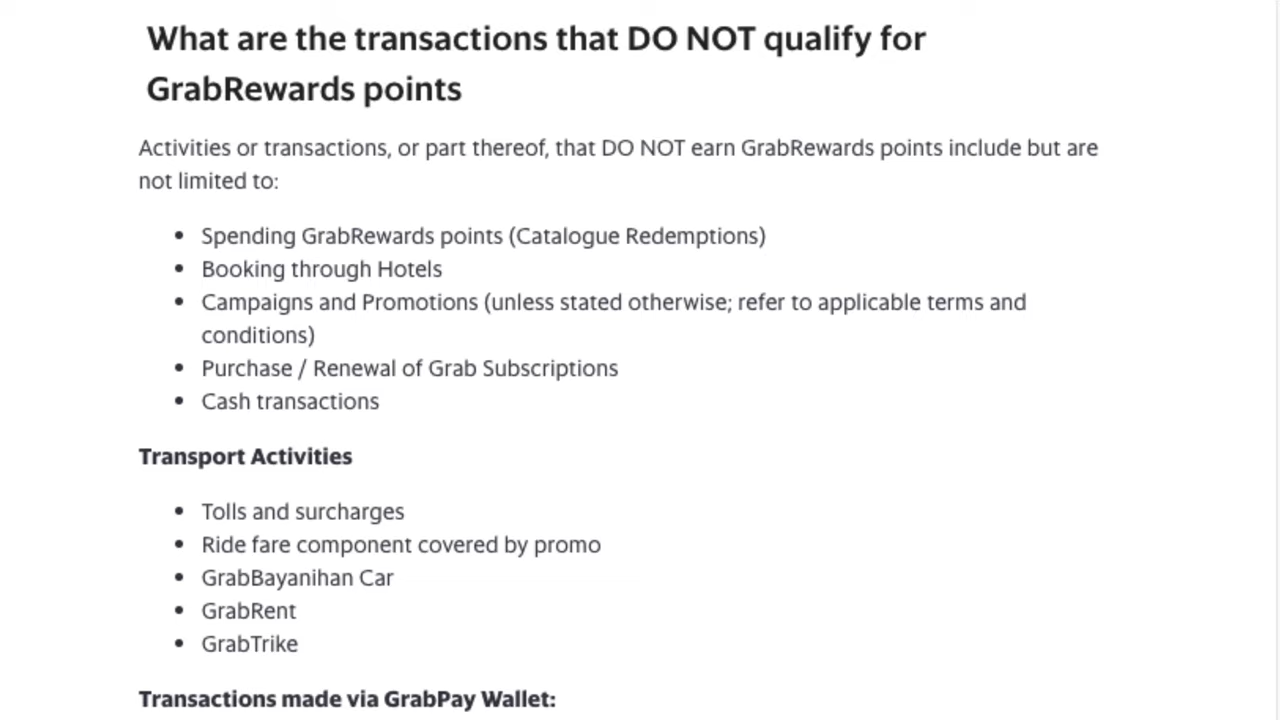 What are the transactions that DO NOT qualify for
GrabRewards points
Activities or transactions, or part thereof, that DO NOT earn GrabRewards points include but are
not limited to:
• Spending GrabRewards points (Catalogue Redemptions)
• Booking through Hotels
• Campaigns and Promotions (unless stated otherwise; refer to applicable terms and
conditions)
• Purchase / Renewal of Grab Subscriptions
• Cash transactions
Transport Activities
• Tolls and surcharges
• Ride fare component covered by promo
• GrabBayanihan Car
• GrabRent
• GrabTrike
Transactions made via GrabPay Wallet: